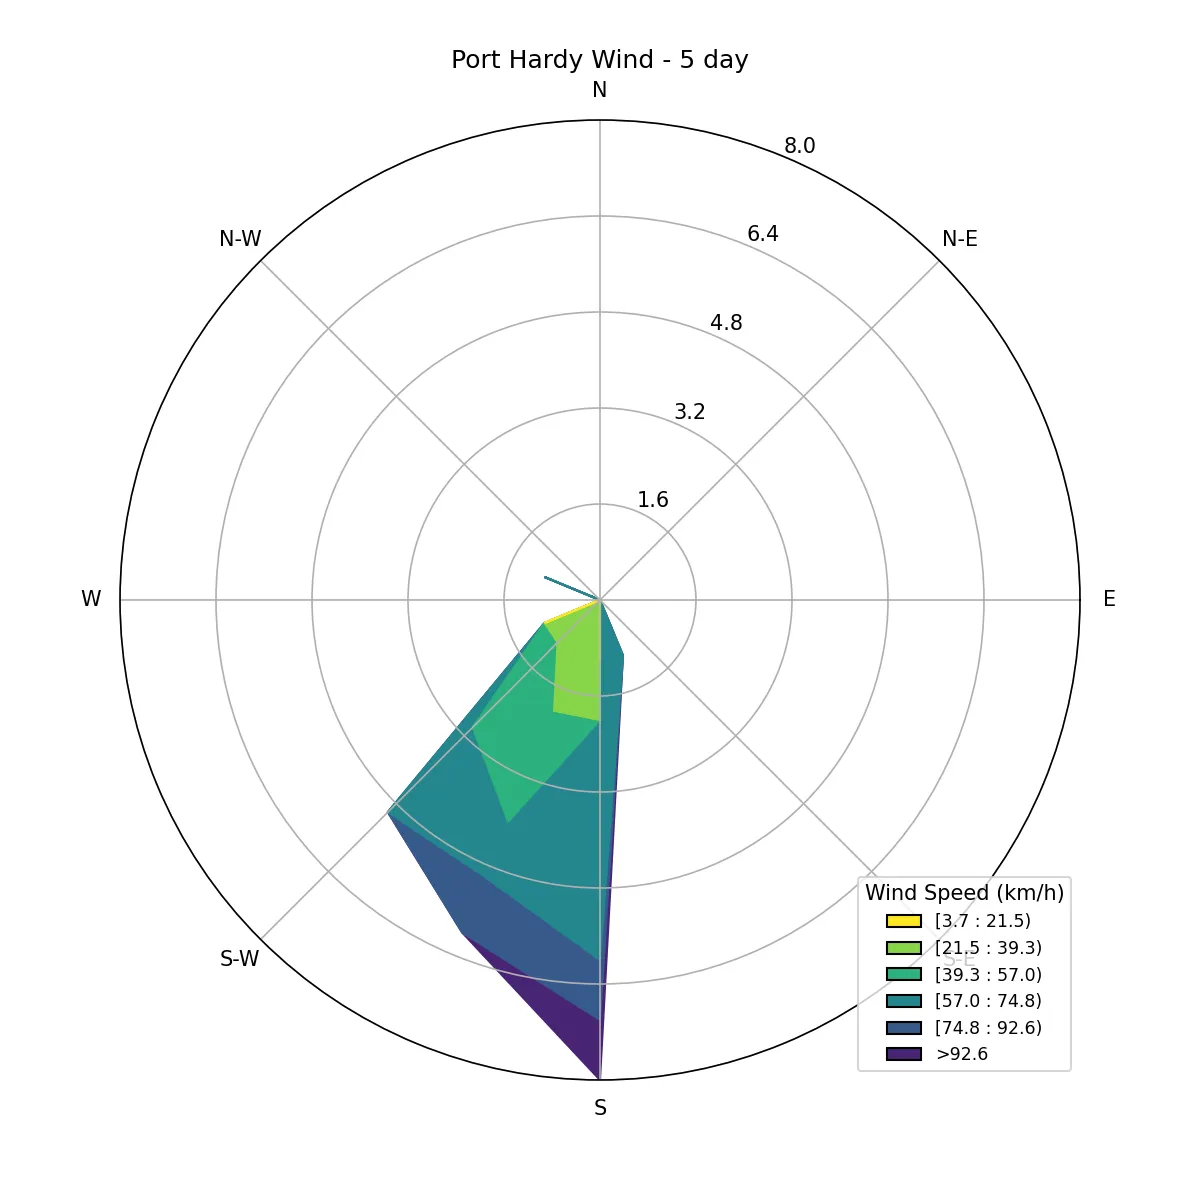 Port Hardy Wind - 5 day
N
8.0
N-W
6.4
N-E
4.8
3.2
1.6
W
E
Wind Speed (km/h)
[3.7 : 21.5)
[21.5 : 39.3)
S-W
S-E
[39.3 : 57.0)
[57.0 : 74.8)
[74.8 : 92.6)
>92.6
S